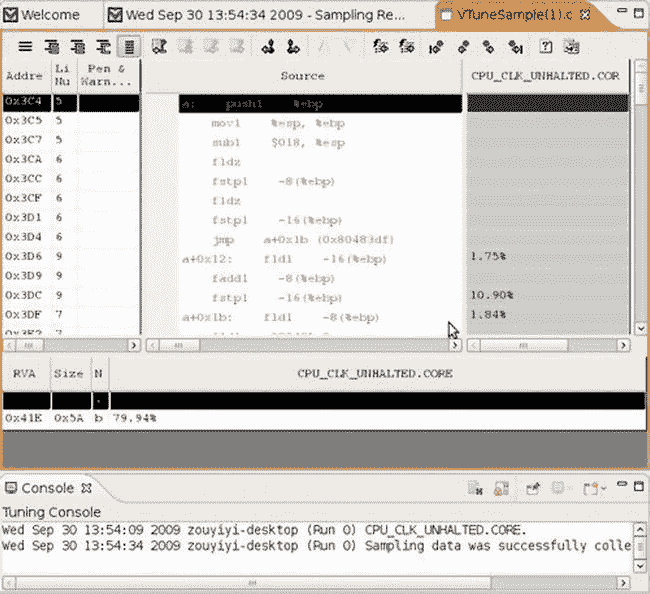 Welcome
Wed Sep 30 13:54:34 2009 - Sampling Re...
VTuneSample(1).c
Addre Li Nu Pen & Warn... Source CPU_CLK_UNHALTED.COR
0x3C4 5 a: pushl %ebp
0x3C5 5 movl %esp, %ebp
0x3C7 5 subl $018, %esp
0x3CA 6 fldz
0x3CC 6 fstpl -8(%ebp)
0x3CF 6 fldz
0x3D1 6 fstpl -16(%ebp)
0x3D4 6 jmp a+0x1b (0x80483df)
0x3D6 9 a+0x12: fldl -16(%ebp) 1.75%
0x3D9 9 faddl -8(%ebp)
0x3DC 9 fstpl -16(%ebp) 10.90%
0x3DF 7 a+0x1b: fldl -8(%ebp) 1.84%
RVA Size N CPU_CLK_UNHALTED.CORE
0x41E 0x5A b 79.94%
Console
Tuning Console
Wed Sep 30 13:54:09 2009 zouyiyi-desktop (Run 0) CPU_CLK_UNHALTED.CORE.
Wed Sep 30 13:54:34 2009 zouyiyi-desktop (Run 0) Sampling data was successfully colle